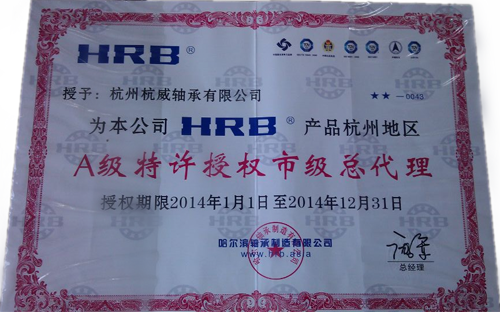 HRB®
授予：杭州杭威轴承有限公司
★★—0043
为本公司 HRB® 产品杭州地区
A级特许授权市级总代理
授权期限2014年1月1日至2014年12月31日
哈尔滨轴承制造有限公司
总经理